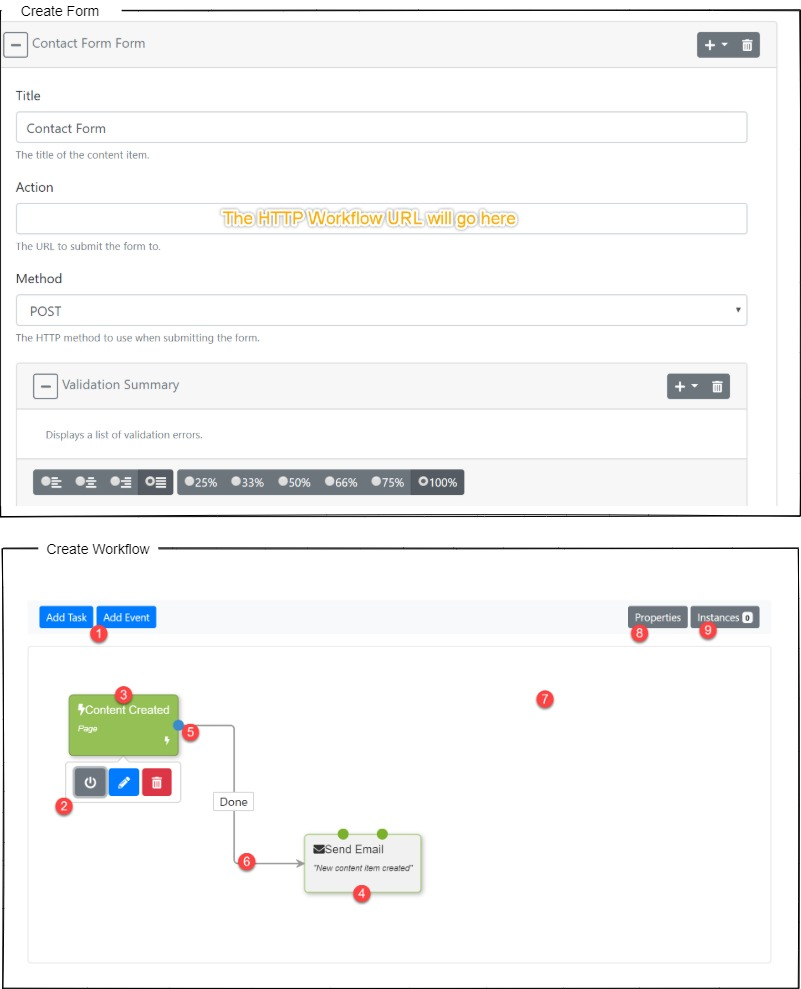 Create Form
Contact Form Form
Title
Contact Form
The title of the content item.
Action
The HTTP Workflow URL will go here
The URL to submit the form to.
Method
POST
The HTTP method to use when submitting the form.
Validation Summary
Displays a list of validation errors.
25% 33% 50% 66% 75% 100%
Create Workflow
Add Task Add Event Properties Instances 0
1 8 9
3 7
Content Created
Page
5
2
Done
6
Send Email
"New content item created"
4